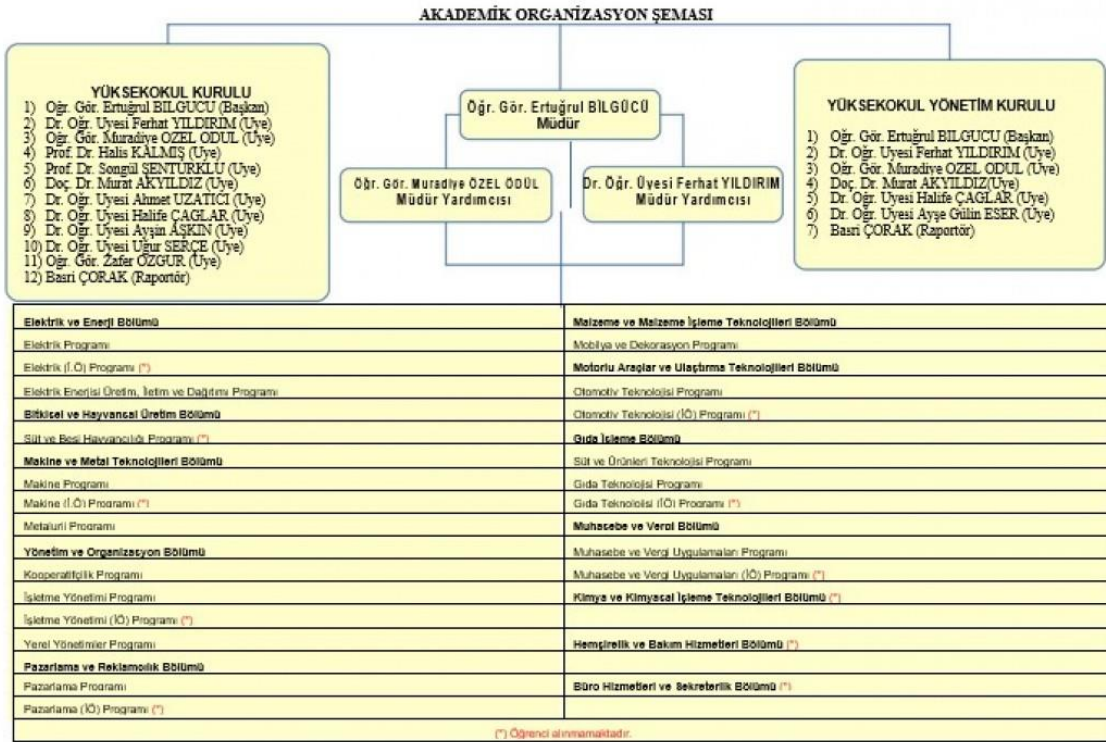 AKADEMİK ORGANİZASYON ŞEMASI
YÜKSEKOKUL KURULU
1) Öğr. Gör. Ertuğrul BİLGÜCÜ (Başkan)
2) Dr. Öğr. Üyesi Ferhat YILDIRIM (Üye)
3) Öğr. Gör. Muradiye ÖZEL ÖDÜL (Üye)
4) Prof. Dr. Halis KALMIŞ (Üye)
5) Prof. Dr. Songül ŞENTÜRKLÜ (Üye)
6) Doç. Dr. Murat AKYILDIZ (Üye)
7) Dr. Öğr. Üyesi Ahmet UZATICI (Üye)
8) Dr. Öğr. Üyesi Halife ÇAĞLAR (Üye)
9) Dr. Öğr. Üyesi Ayşin AŞKIN (Üye)
10) Dr. Öğr. Üyesi Uğur SERÇE (Üye)
11) Öğr. Gör. Zafer ÖZGÜR (Üye)
12) Basri ÇORAK (Raportör)
Öğr. Gör. Ertuğrul BİLGÜCÜ
Müdür
Öğr. Gör. Muradiye ÖZEL ÖDÜL
Müdür Yardımcısı
Dr. Öğr. Üyesi Ferhat YILDIRIM
Müdür Yardımcısı
YÜKSEKOKUL YÖNETİM KURULU
1) Öğr. Gör. Ertuğrul BİLGÜCÜ (Başkan)
2) Dr. Öğr. Üyesi Ferhat YILDIRIM (Üye)
3) Öğr. Gör. Muradiye ÖZEL ÖDÜL (Üye)
4) Doç. Dr. Murat AKYILDIZ(Üye)
5) Dr. Öğr. Üyesi Halife ÇAĞLAR (Üye)
6) Dr. Öğr. Üyesi Ayşe Gülin ESER (Üye)
7) Basri ÇORAK (Raportör)
Elektrik ve Enerji Bölümü
Elektrik Programı
Elektrik (İ.Ö) Programı (*)
Elektrik Enerjisi Üretim, İletim ve Dağıtımı Programı
Bitkisel ve Hayvansal Üretim Bölümü
Süt ve Besi Hayvancılığı Programı (*)
Makine ve Metal Teknolojileri Bölümü
Makine Programı
Makine (İ.Ö) Programı (*)
Metalurji Programı
Yönetim ve Organizasyon Bölümü
Kooperatifçilik Programı
İşletme Yönetimi Programı
İşletme Yönetimi (İÖ) Programı (*)
Yerel Yönetimler Programı
Pazarlama ve Reklamcılık Bölümü
Pazarlama Programı
Pazarlama (İÖ) Programı (*)
Malzeme ve Malzeme İşleme Teknolojileri Bölümü
Mobilya ve Dekorasyon Programı
Motorlu Araçlar ve Ulaştırma Teknolojileri Bölümü
Otomotiv Teknolojisi Programı
Otomotiv Teknolojisi (İÖ) Programı (*)
Gıda İşleme Bölümü
Süt ve Ürünleri Teknolojisi Programı
Gıda Teknolojisi Programı
Gıda Teknolojisi (İÖ) Programı (*)
Muhasebe ve Vergi Bölümü
Muhasebe ve Vergi Uygulamaları Programı
Muhasebe ve Vergi Uygulamaları (İÖ) Programı (*)
Kimya ve Kimyasal İşleme Teknolojileri Bölümü (*)
Hemşirelik ve Bakım Hizmetleri Bölümü (*)
Büro Hizmetleri ve Sekreterlik Bölümü (*)
(*) Öğrenci alınmamaktadır.